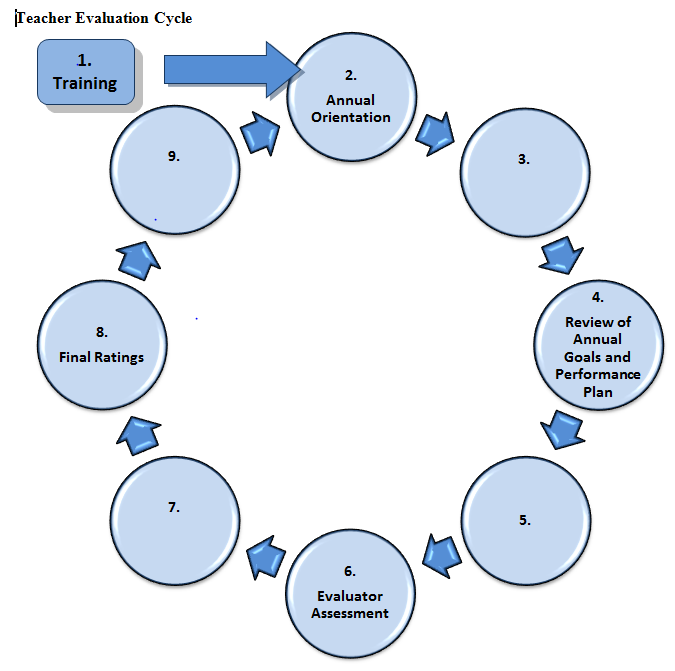 Teacher Evaluation Cycle
1.
Training
2.
Annual
Orientation
3.
4.
Review of
Annual
Goals and
Performance
Plan
5.
6.
Evaluator
Assessment
7.
8.
Final Ratings
9.